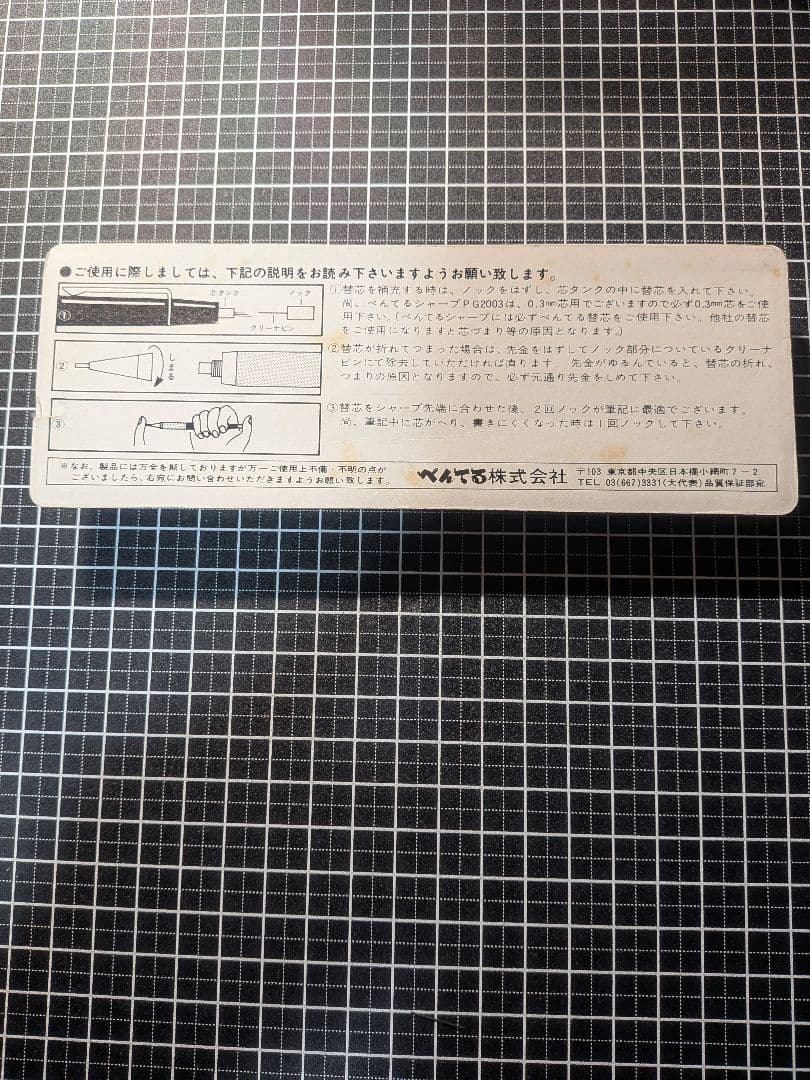 ●ご使用に際しましては、下記の説明をお読み下さいますようお願い致します。
芯タンク
ノック
クリーナピン
①
①替芯を補充する時は、ノックをはずし、芯タンクの中に替芯を入れて下さい。
尚、ぺんてるシャープPG2003は、0.3mm芯用でございますので必ず0.3mm芯をご使
用下さい。(ぺんてるシャープには必ずぺんてる替芯をご使用下さい。他社の替芯
をご使用になりますと芯づまり等の原因となります。)
②
しまる
②替芯が折れてつまった場合は、先金をはずしてノック部分についているクリーナ
ピンにて除去していただければ直ります。先金がゆるんでいると、替芯の折れ、
つまりの原因となりますので、必ず元通り先金をしめて下さい。
③
③替芯をシャープ先端に合わせた後、2回ノックが筆記に最適でございます。
尚、筆記中に芯がへり、書きにくくなった時は1回ノックして下さい。
※なお、製品には万全を期しておりますが万一ご使用上不備・不明の点が
ございましたら、右宛にお問い合わせいただきますようお願い致します。
ぺんてる株式会社
〒103 東京都中央区日本橋小網町7-2
TEL 03(667)3331(大代表)品質保証部宛